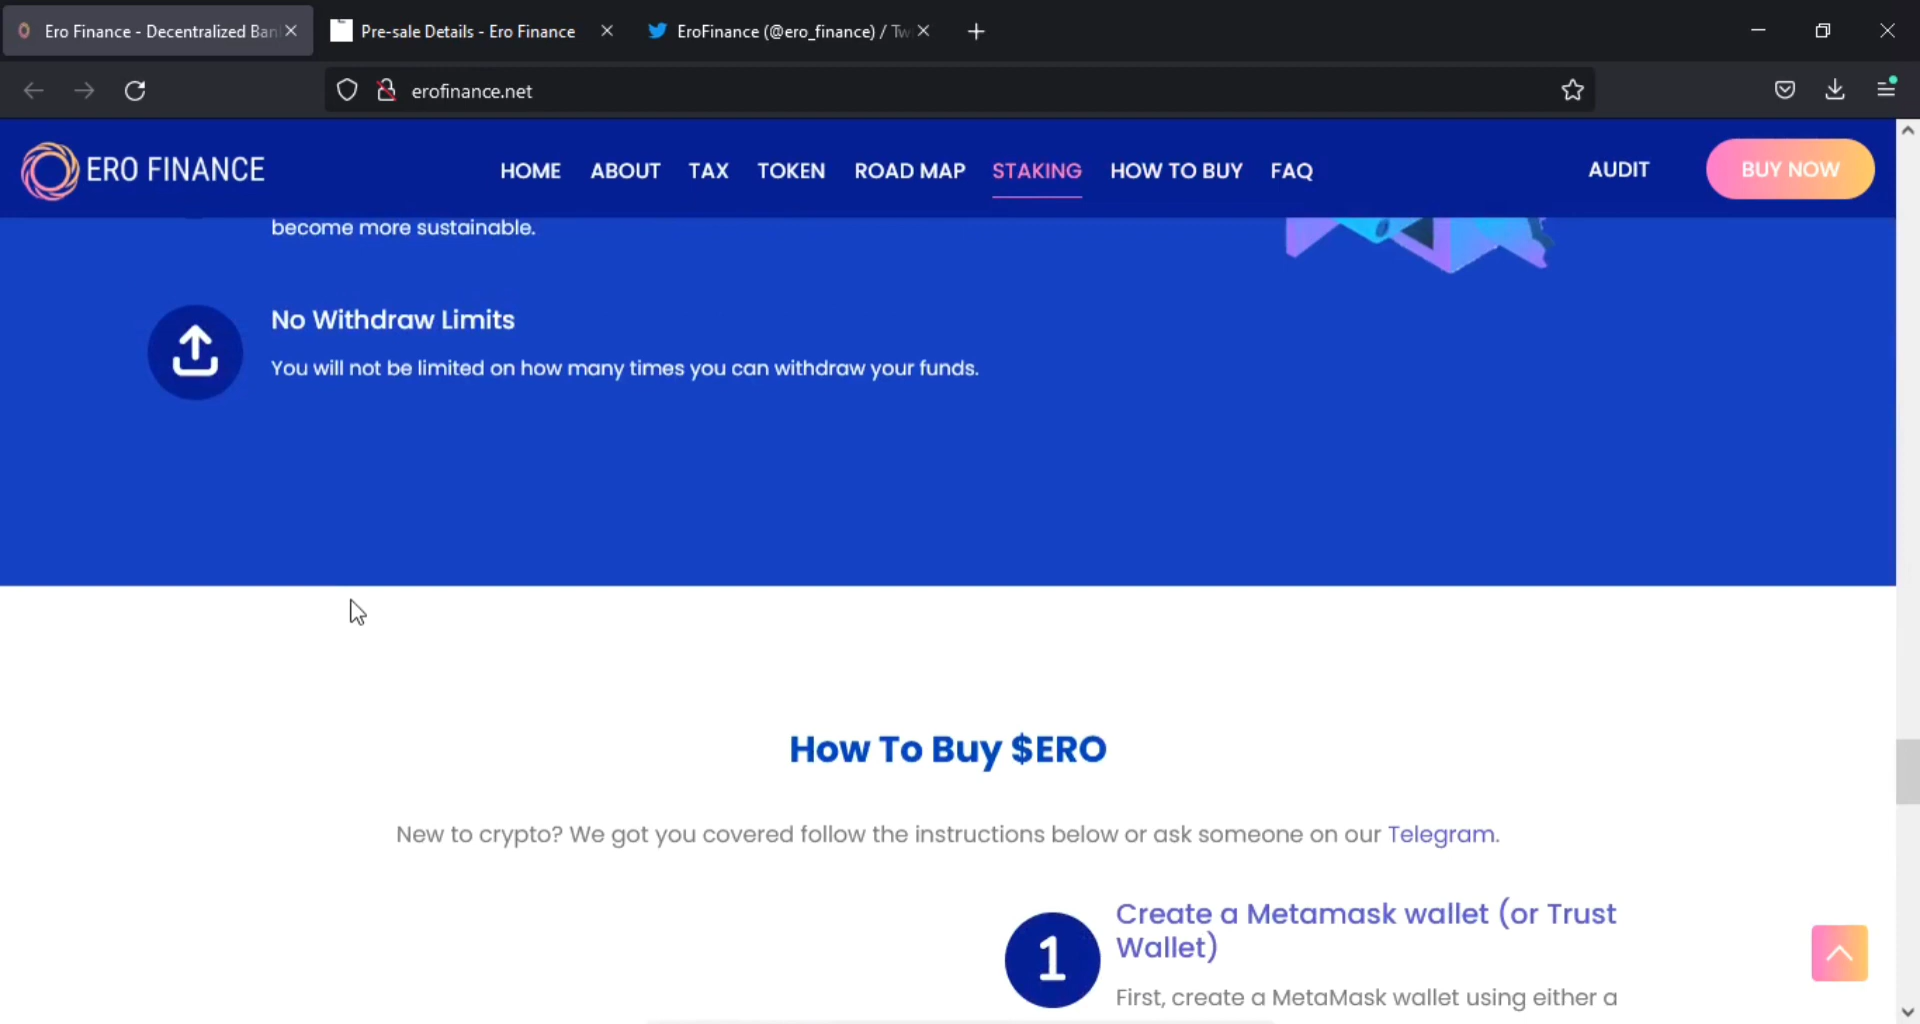 Ero Finance - Decentralized Ban
Pre-sale Details - Ero Finance
EroFinance (@ero_finance) / Tw
erofinance.net
ERO FINANCE
HOME ABOUT TAX TOKEN ROAD MAP STAKING HOW TO BUY FAQ
AUDIT
BUY NOW
become more sustainable.
No Withdraw Limits
You will not be limited on how many times you can withdraw your funds.
How To Buy $ERO
New to crypto? We got you covered follow the instructions below or ask someone on our Telegram.
1
Create a Metamask wallet (or Trust
Wallet)
First, create a MetaMask wallet using either a